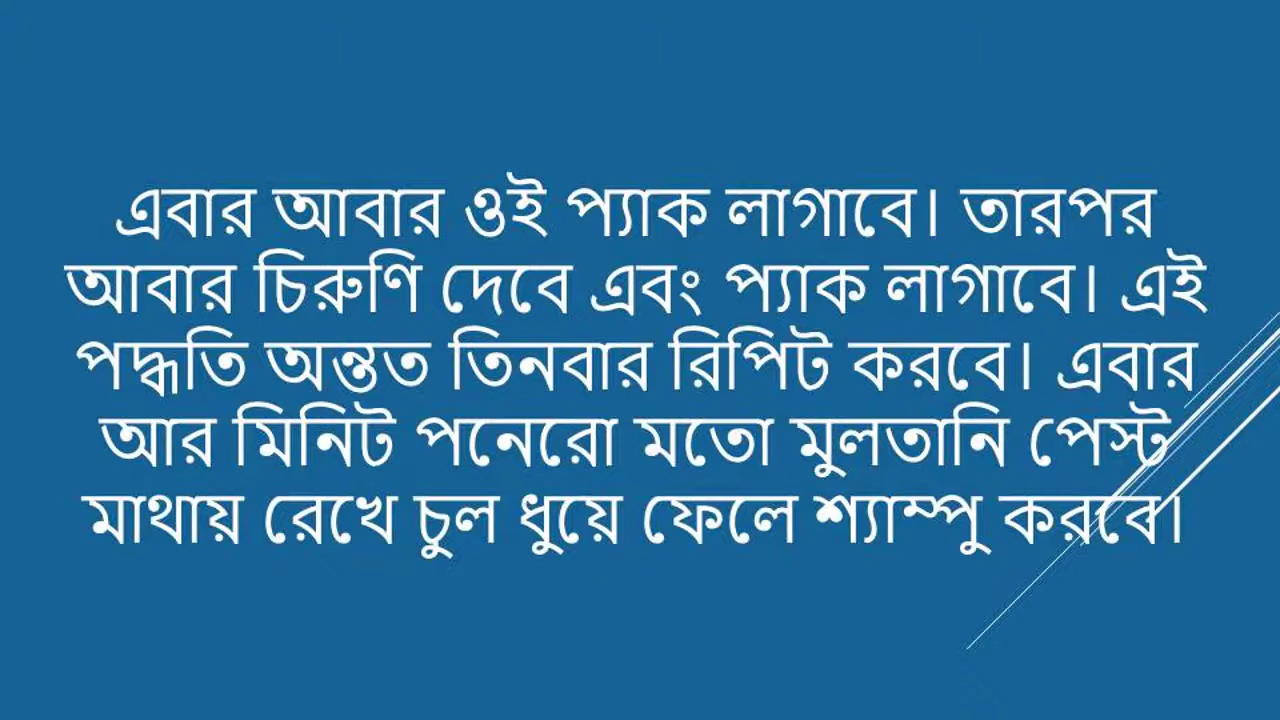 এবার আবার ওই প্যাক লাগাবে। তারপর
আবার চিরুণি দেবে এবং প্যাক লাগাবে। এই
পদ্ধতি অন্তত তিনবার রিপিট করবে। এবার
আর মিনিট পনেরো মতো মুলতানি পেস্ট
মাথায় রেখে চুল ধুয়ে ফেলে শ্যাম্পু করবে।